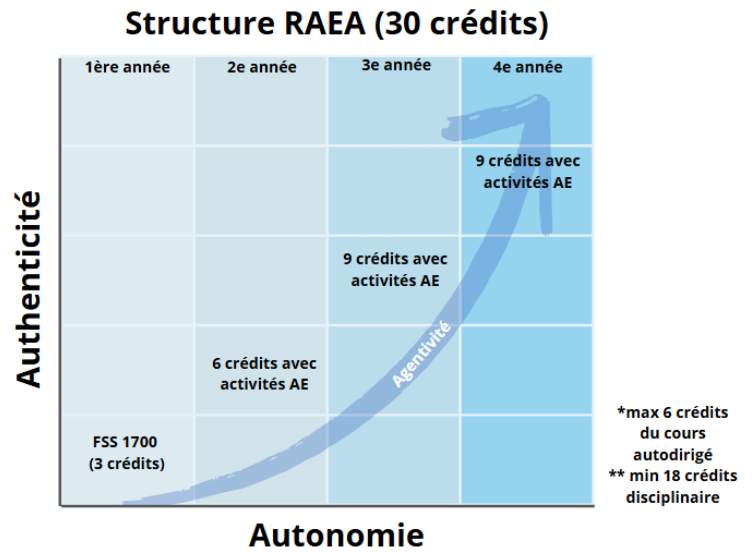 Structure RAEA (30 crédits)
1ère année
2e année
3e année
4e année
9 crédits avec
activités AE
9 crédits avec
activités AE
6 crédits avec
activités AE
FSS 1700
(3 crédits)
Agentivité
Authenticité
Autonomie
*max 6 crédits
du cours
autodirigé
** min 18 crédits
disciplinaire